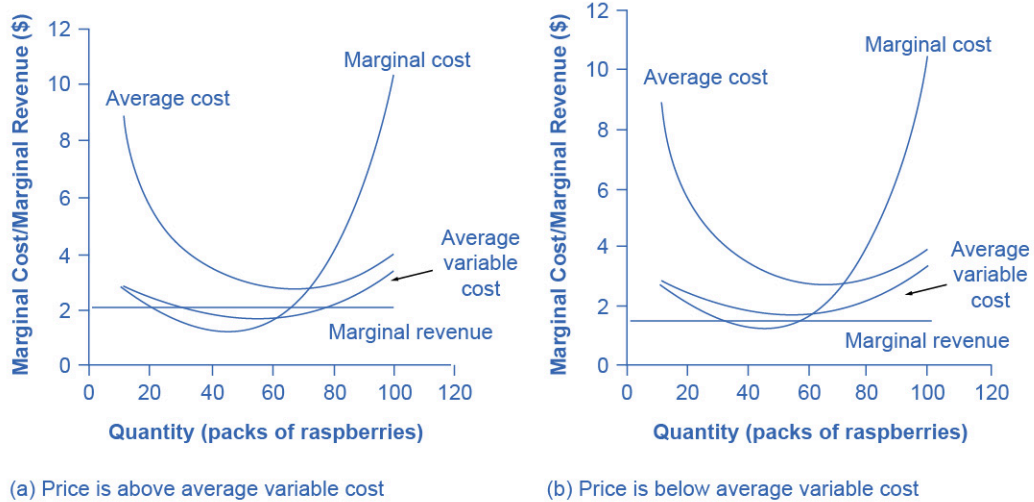 Marginal Cost/Marginal Revenue ($)
12
10
8
6
4
2
0
Average cost
Marginal cost
Average
variable
cost
Marginal revenue
0 20 40 60 80 100 120
Quantity (packs of raspberries)
(a) Price is above average variable cost
Marginal Cost/Marginal Revenue ($)
12
10
8
6
4
2
0
Marginal cost
Average cost
Average
variable
cost
Marginal revenue
0 20 40 60 80 100 120
Quantity (packs of raspberries)
(b) Price is below average variable cost